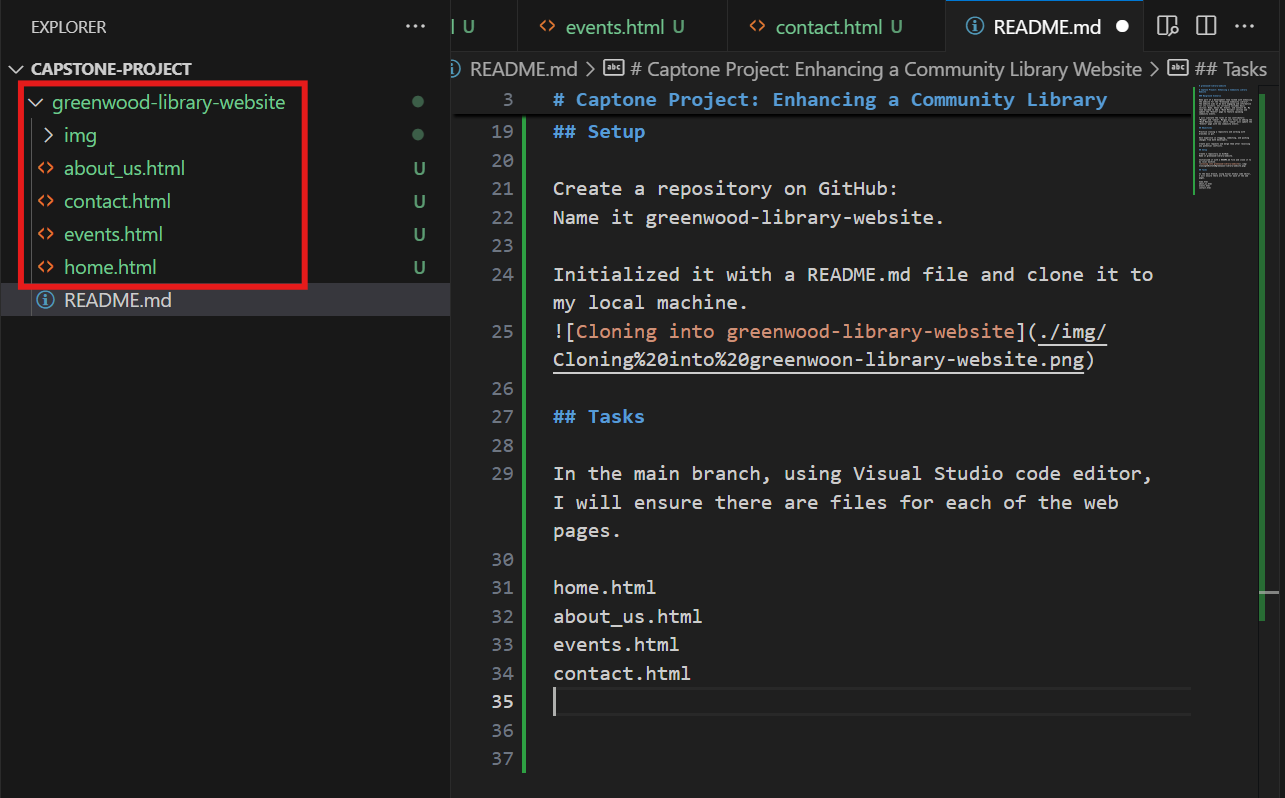 EXPLORER
CAPSTONE-PROJECT
greenwood-library-website
img
about_us.html U
contact.html U
events.html U
home.html U
README.md
l U
events.html U
contact.html U
README.md
README.md > # Captone Project: Enhancing a Community Library Website > ## Tasks
3 # Captone Project: Enhancing a Community Library
19 ## Setup
20
21 Create a repository on GitHub:
22 Name it greenwood-library-website.
23
24 Initialized it with a README.md file and clone it to
my local machine.
25 ![Cloning into greenwood-library-website](./img/
Cloning%20into%20greenwoon-library-website.png)
26
27 ## Tasks
28
29 In the main branch, using Visual Studio code editor,
I will ensure there are files for each of the web
pages.
30
31 home.html
32 about_us.html
33 events.html
34 contact.html
35
36
37